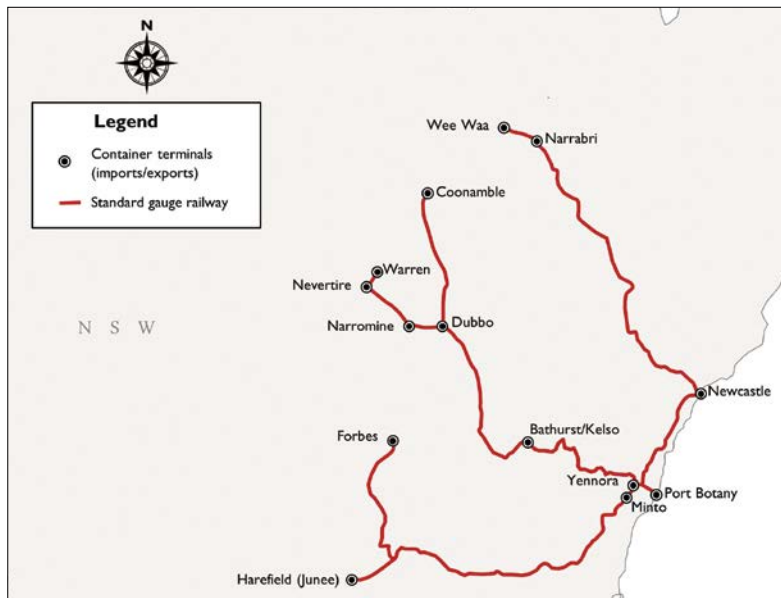 N
Legend
Container terminals
(imports/exports)
Standard gauge railway
Wee Waa
Narrabri
Coonamble
Warren
Nevertire
N S W
Narromine
Dubbo
Newcastle
Forbes
Bathurst/Kelso
Yennora
Port Botany
Minto
Harefield (Junee)